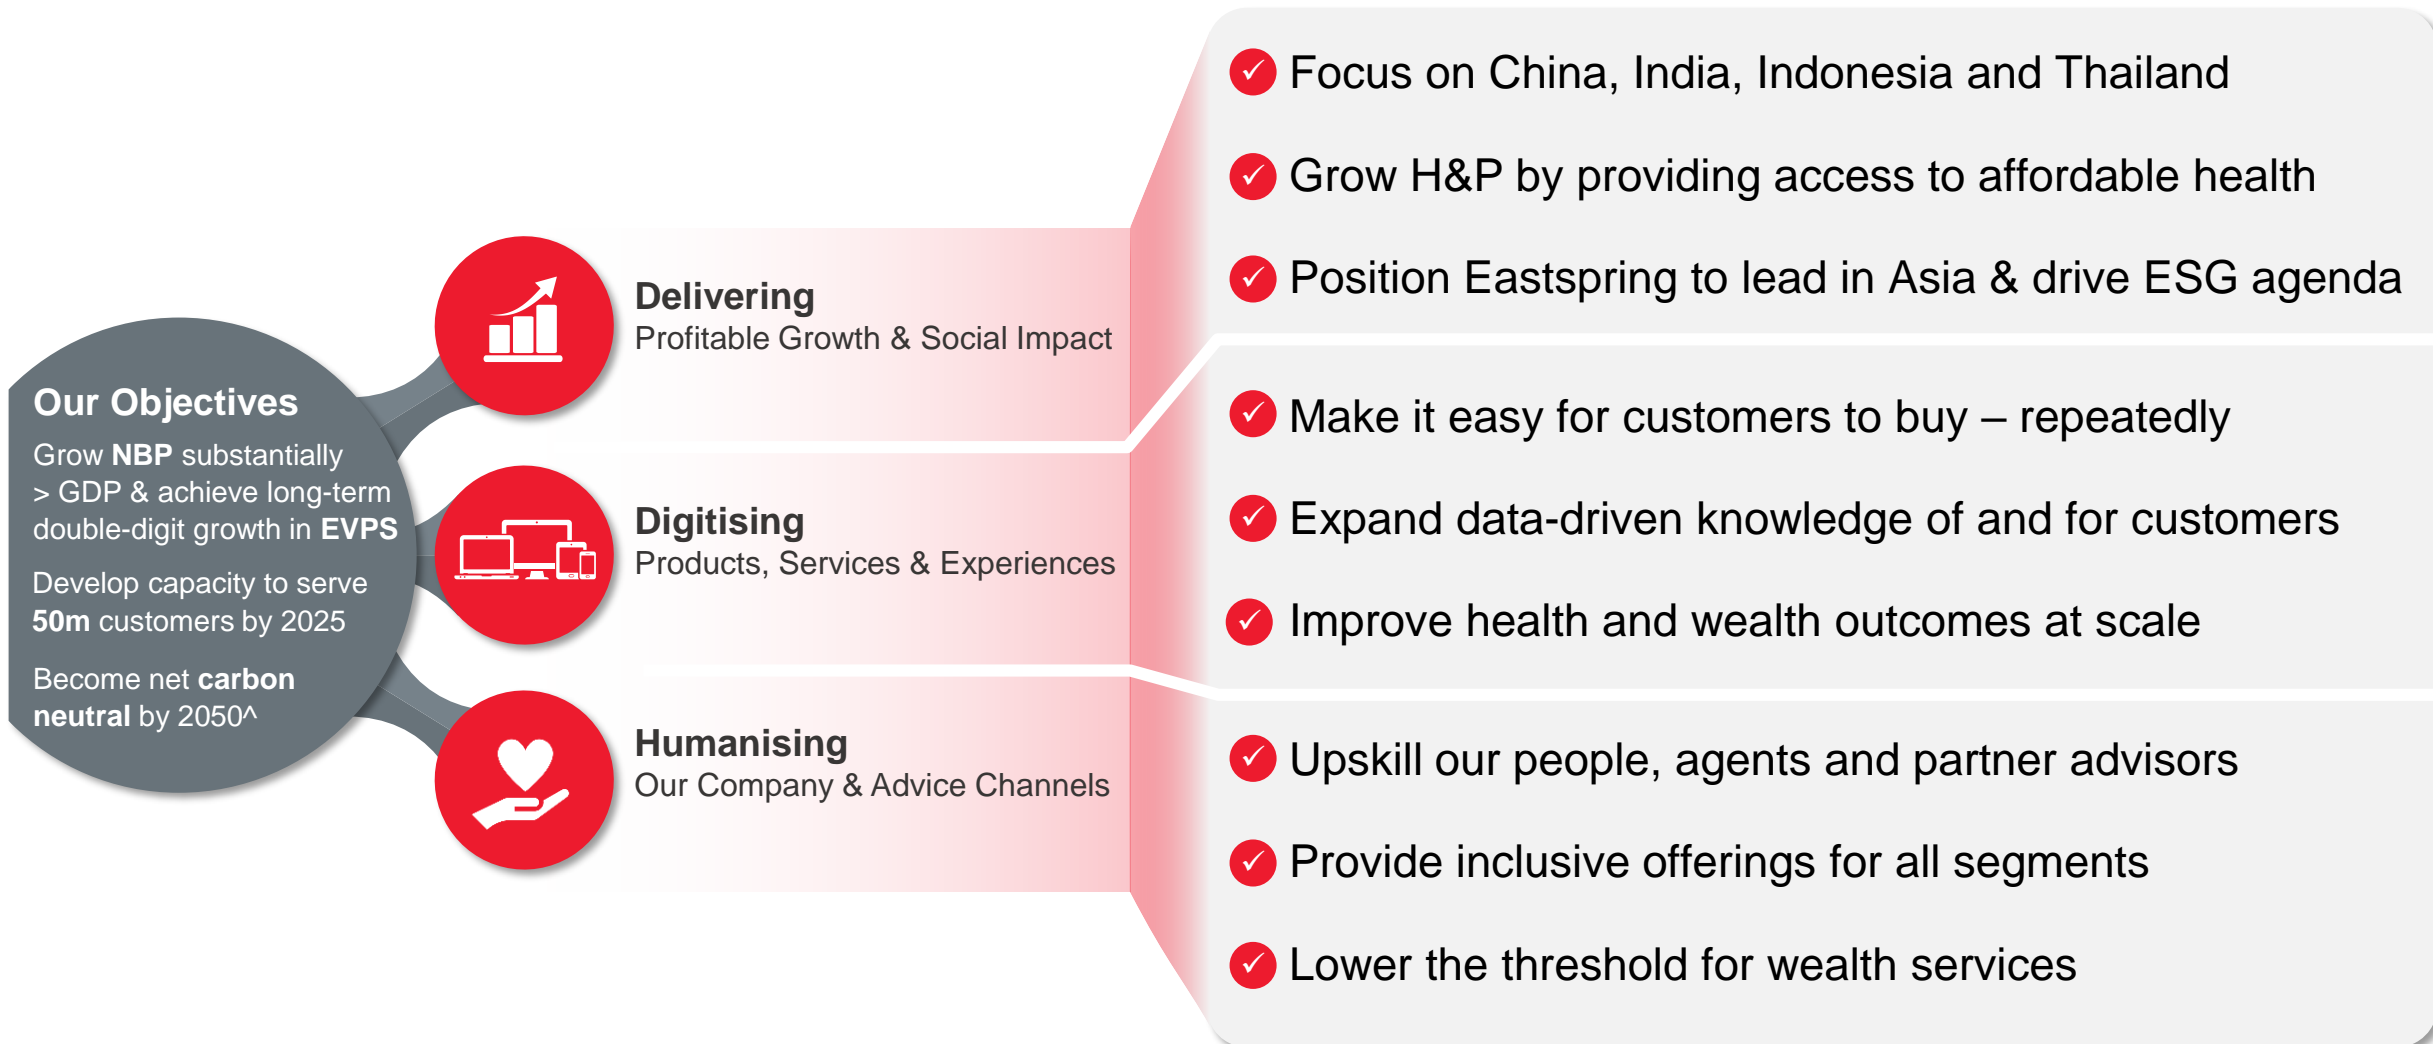 Our Objectives
Grow NBP substantially
> GDP & achieve long-term
double-digit growth in EVPS
Develop capacity to serve
50m customers by 2025
Become net carbon
neutral by 2050^
Delivering
Profitable Growth & Social Impact
Focus on China, India, Indonesia and Thailand
Grow H&P by providing access to affordable health
Position Eastspring to lead in Asia & drive ESG agenda
Digitising
Products, Services & Experiences
Make it easy for customers to buy – repeatedly
Expand data-driven knowledge of and for customers
Improve health and wealth outcomes at scale
Humanising
Our Company & Advice Channels
Upskill our people, agents and partner advisors
Provide inclusive offerings for all segments
Lower the threshold for wealth services